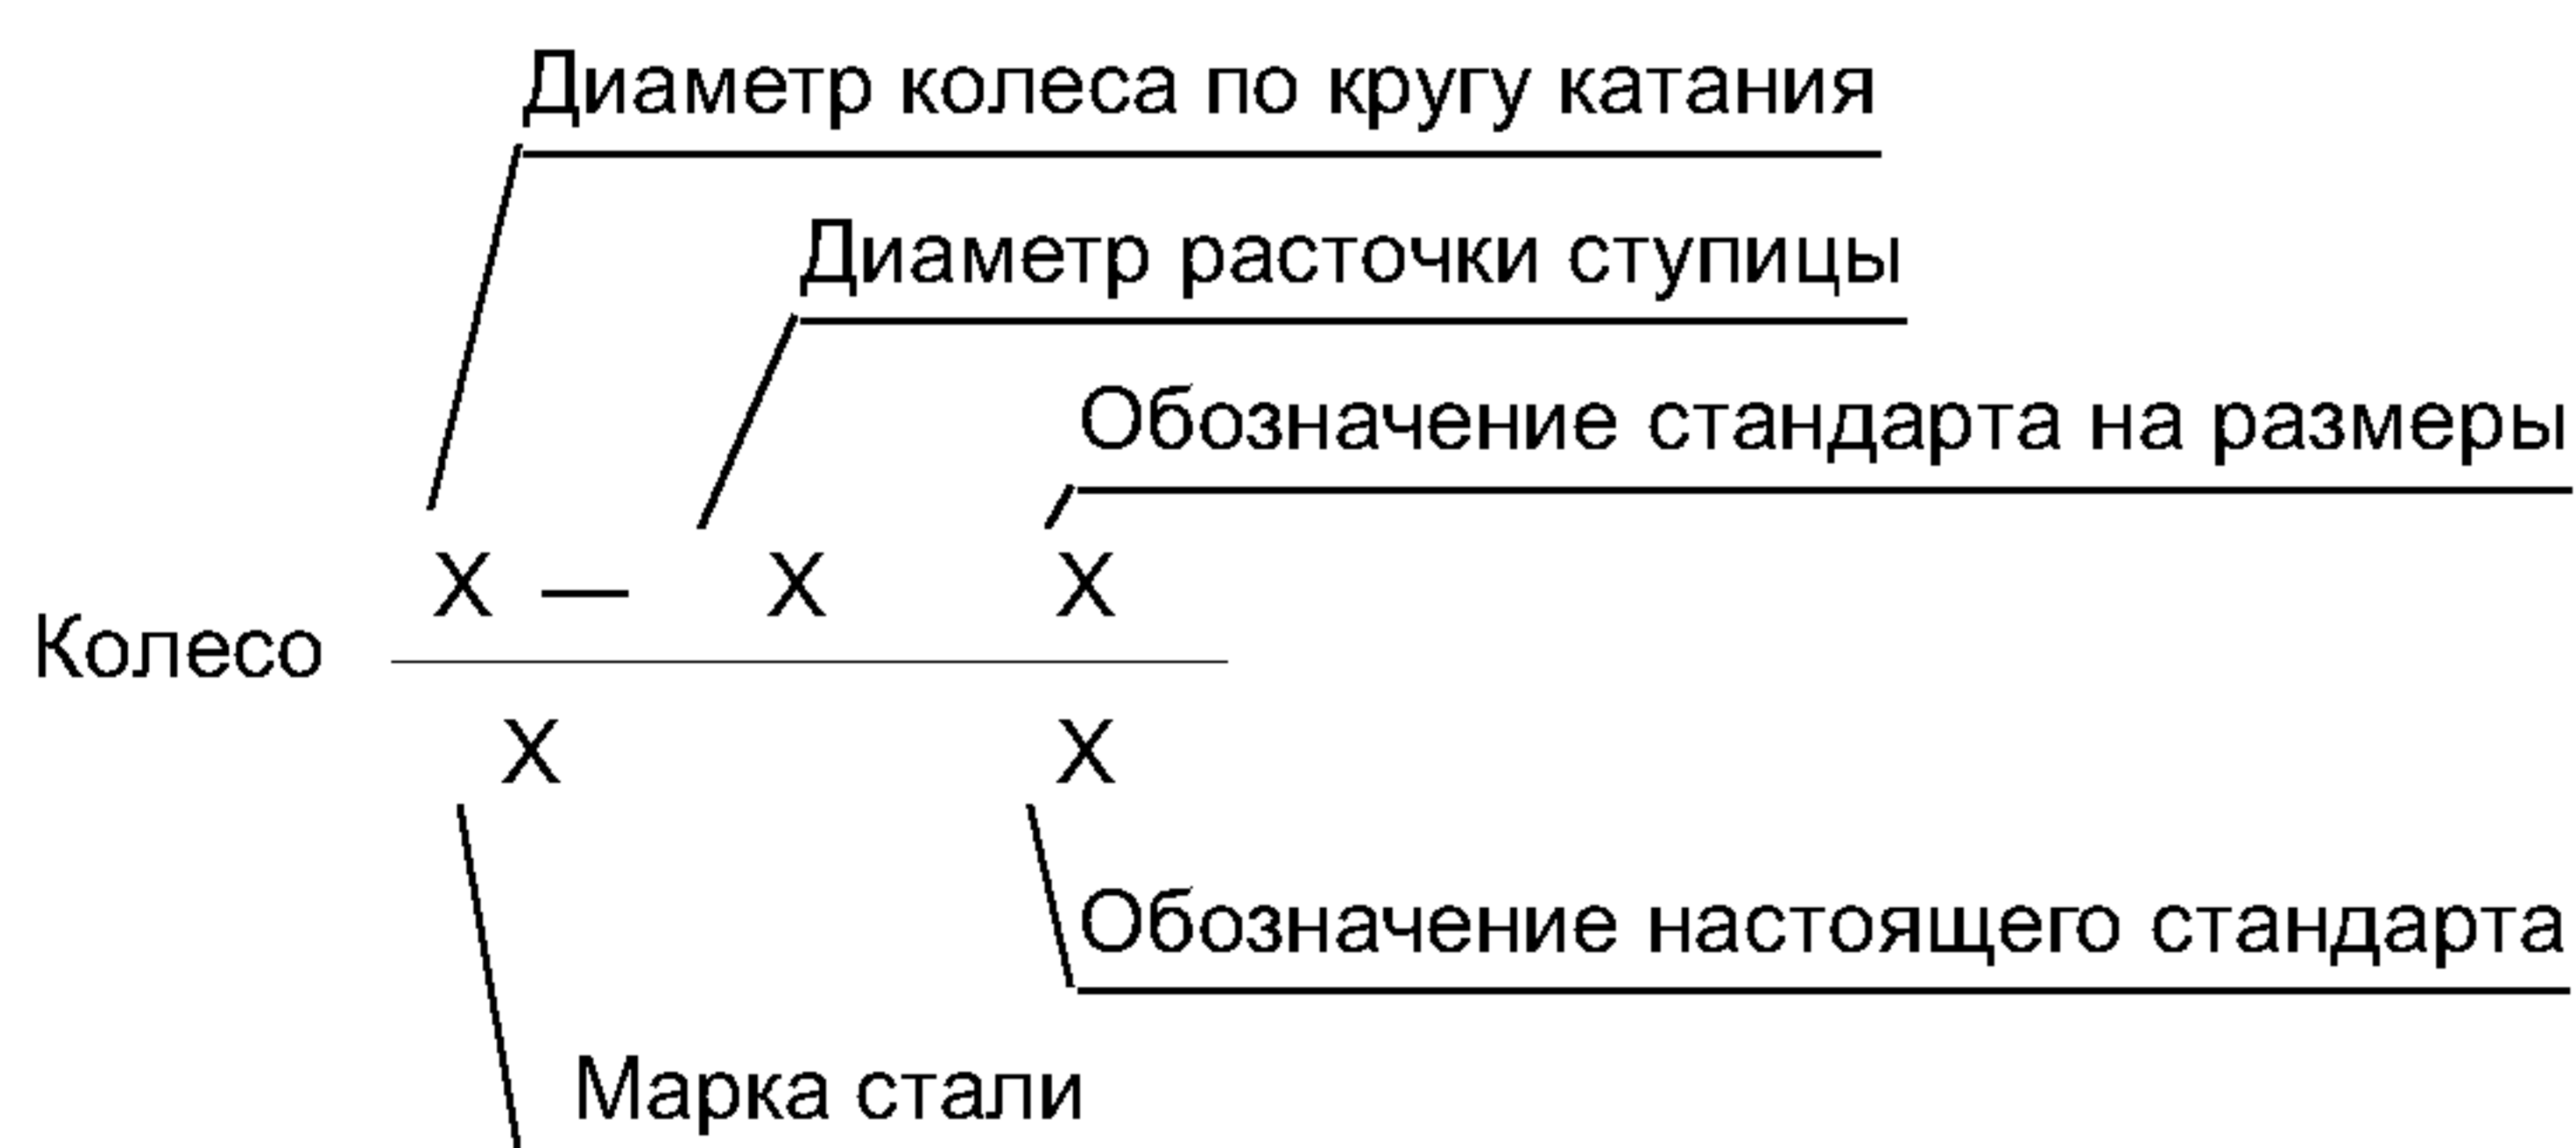 Диаметр колеса по кругу катания
Диаметр расточки ступицы
Обозначение стандарта на размеры
Х — Х Х
Колесо
Х Х
Обозначение настоящего стандарта
Марка стали